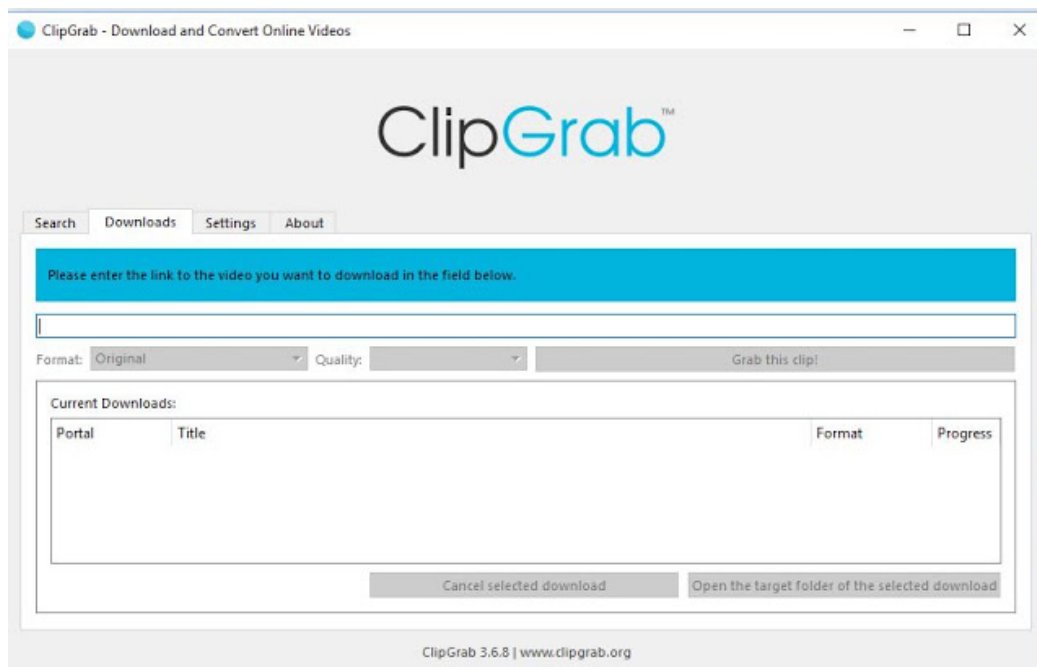 ClipGrab - Download and Convert Online Videos
ClipGrab™
Search Downloads Settings About
Please enter the link to the video you want to download in the field below.
Format: Original Quality: Grab this clip!
Current Downloads:
Portal Title Format Progress
Cancel selected download Open the target folder of the selected download
ClipGrab 3.6.8 | www.clipgrab.org